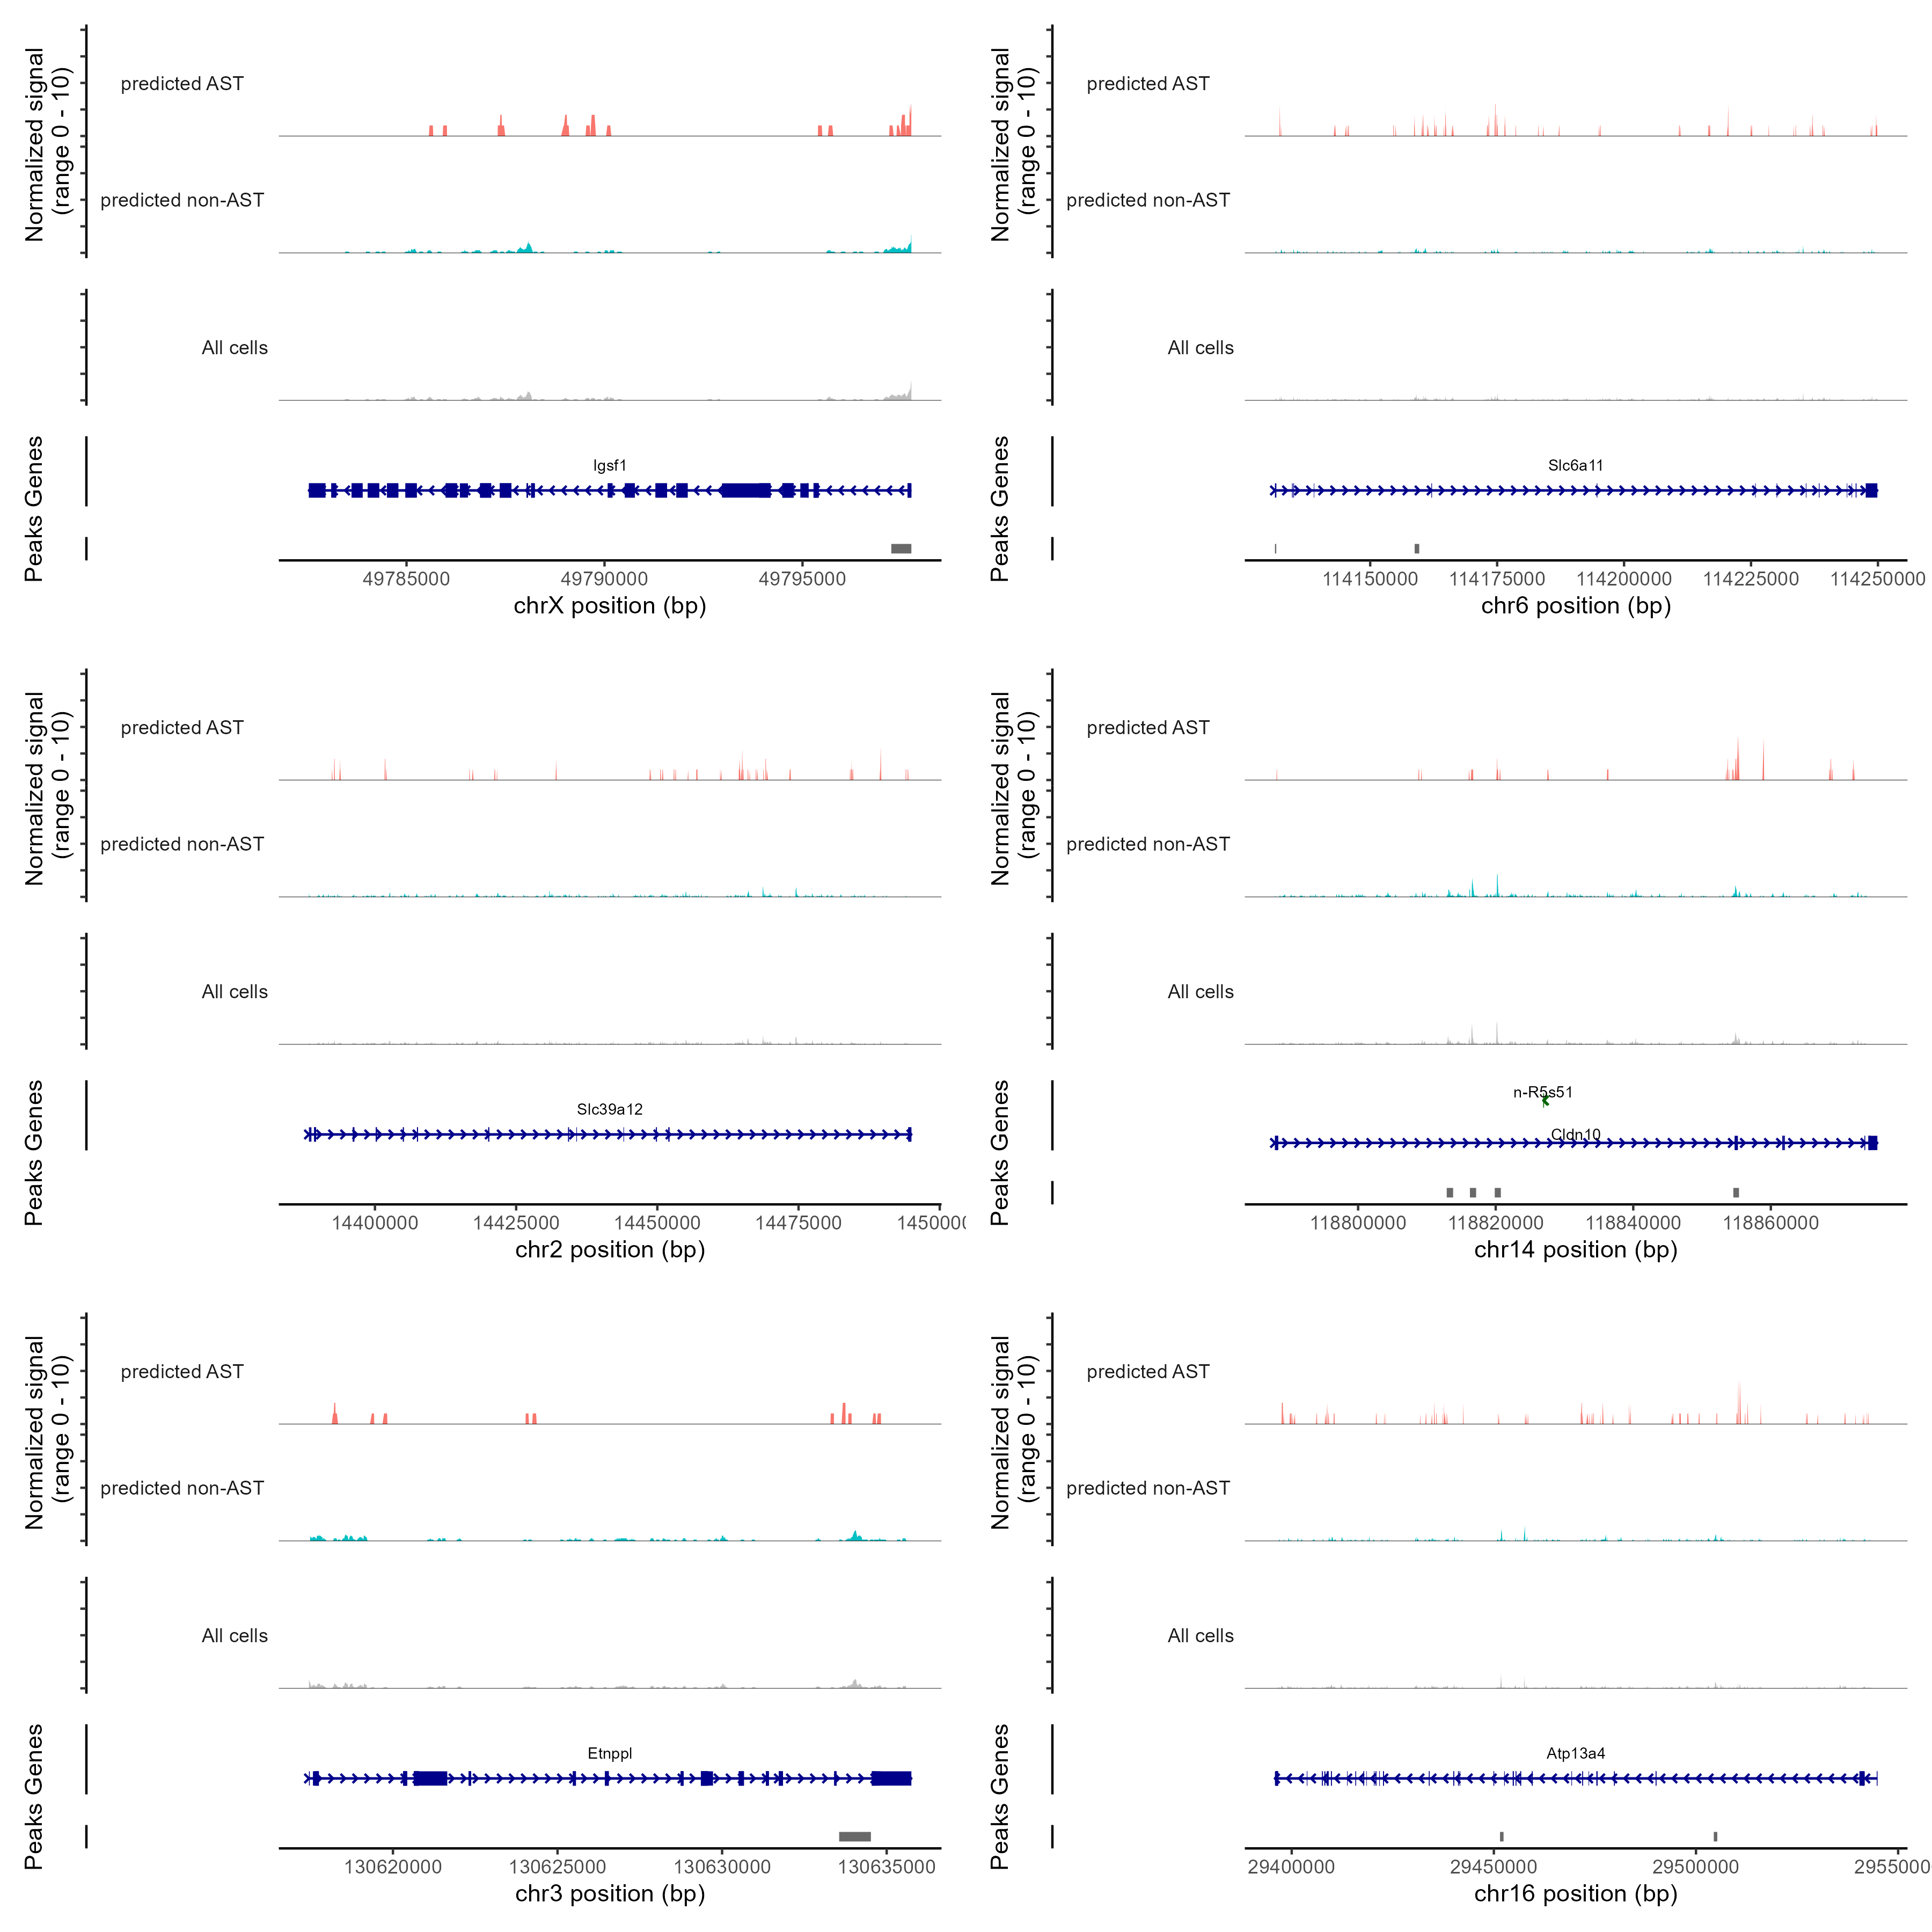 Normalized signal
(range 0 - 10)
predicted AST
predicted non-AST
All cells
Genes
Igsf1
Peaks
49785000 49790000 49795000
chrX position (bp)
Normalized signal
(range 0 - 10)
predicted AST
predicted non-AST
All cells
Genes
Slc6a11
Peaks
114150000 114175000 114200000 114225000 114250000
chr6 position (bp)
Normalized signal
(range 0 - 10)
predicted AST
predicted non-AST
All cells
Genes
Slc39a12
Peaks
14400000 14425000 14450000 14475000 1450000
chr2 position (bp)
Normalized signal
(range 0 - 10)
predicted AST
predicted non-AST
All cells
Genes
n-R5s51
Cldn10
Peaks
118800000 118820000 118840000 118860000
chr14 position (bp)
Normalized signal
(range 0 - 10)
predicted AST
predicted non-AST
All cells
Genes
Etnppl
Peaks
130620000 130625000 130630000 130635000
chr3 position (bp)
Normalized signal
(range 0 - 10)
predicted AST
predicted non-AST
All cells
Genes
Atp13a4
Peaks
29400000 29450000 29500000 2955000
chr16 position (bp)